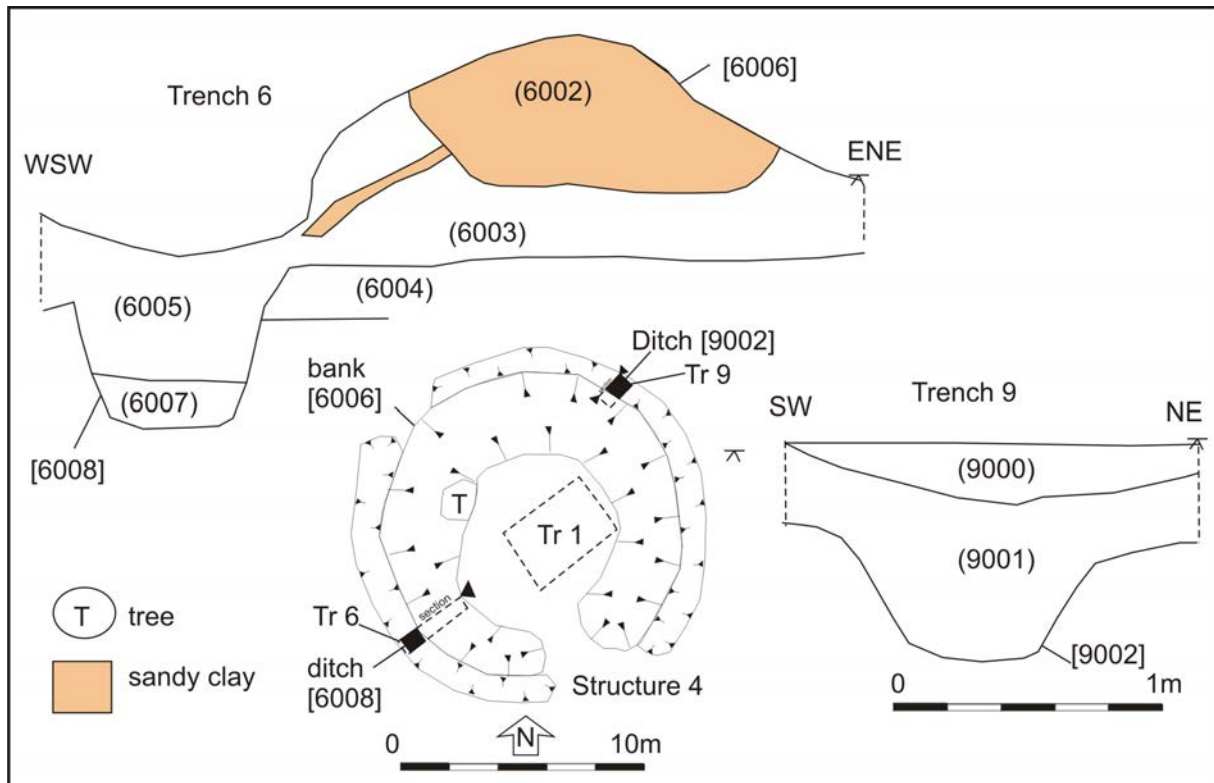 Trench 6
(6002)
[6006]
WSW
ENE
(6003)
(6004)
(6005)
(6007)
[6008]
bank
[6006]
Ditch [9002]
Tr 9
T
Tr 1
section
Tr 6
ditch
[6008]
Structure 4
N
0 10m
T tree
sandy clay
Trench 9
SW
NE
(9000)
(9001)
[9002]
0 1m